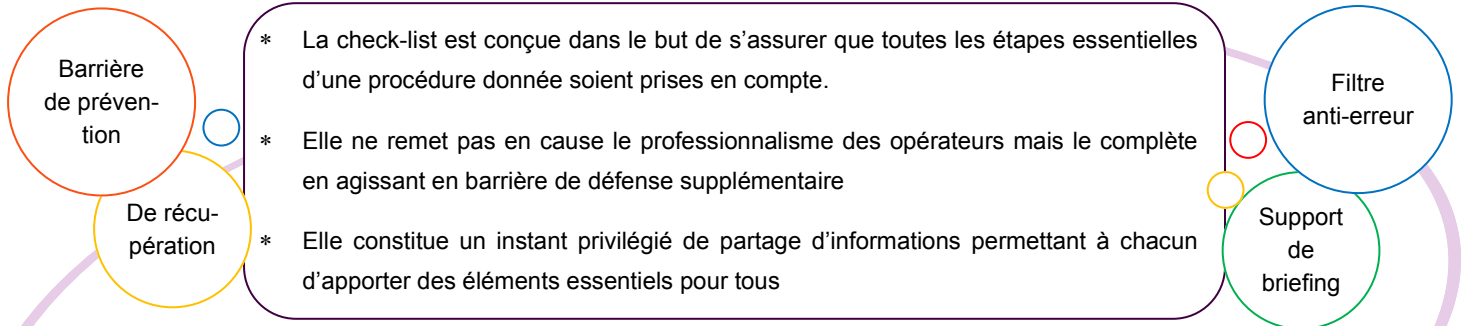 Barrière
de préven-
tion
De récu-
pération
* La check-list est conçue dans le but de s’assurer que toutes les étapes essentielles
d’une procédure donnée soient prises en compte.
* Elle ne remet pas en cause le professionnalisme des opérateurs mais le complète
en agissant en barrière de défense supplémentaire
* Elle constitue un instant privilégié de partage d’informations permettant à chacun
d’apporter des éléments essentiels pour tous
Filtre
anti-erreur
Support
de
briefing